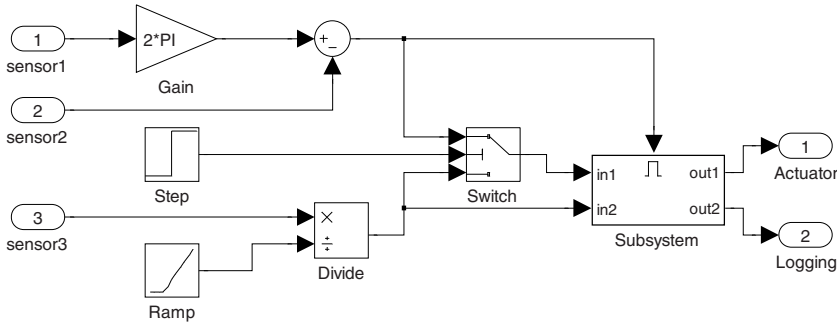 1
sensor1
2*PI
Gain
+
−
2
sensor2
Step
Switch
in1
in2
out1
out2
Subsystem
1
Actuator
2
Logging
3
sensor3
×
÷
Divide
Ramp